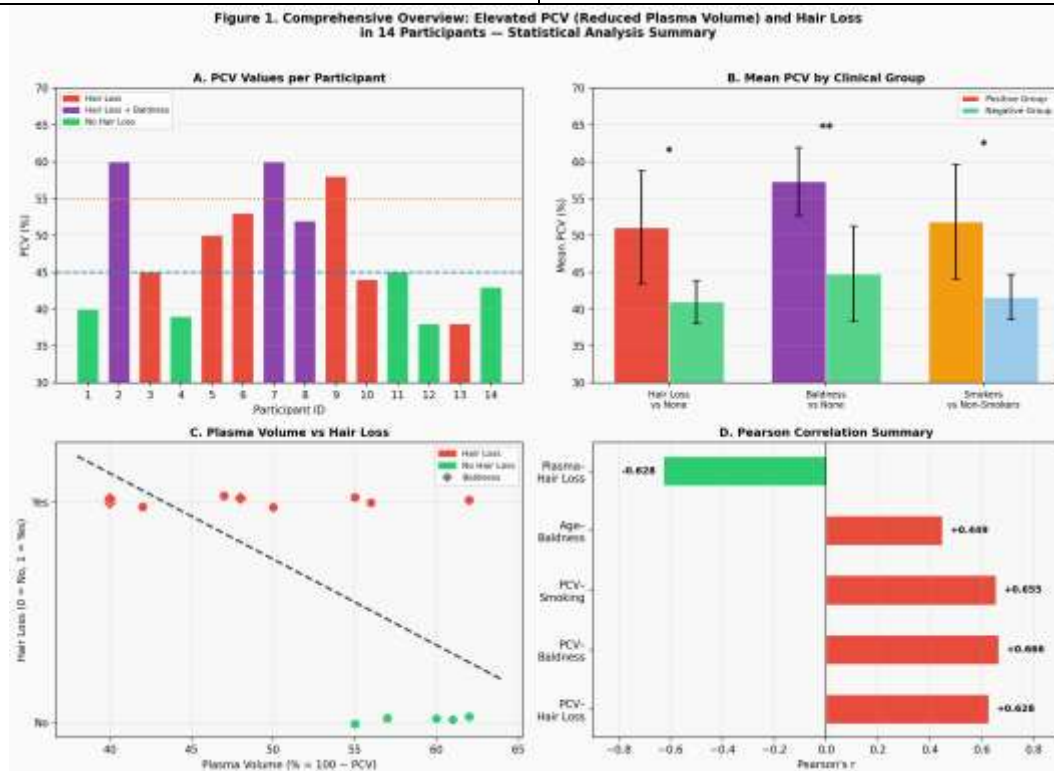 Figure 1. Comprehensive Overview: Elevated PCV (Reduced Plasma Volume) and Hair Loss
in 14 Participants — Statistical Analysis Summary
A. PCV Values per Participant
70
65
60
55
50
45
40
35
30
PCV (%)
Hair Loss
Hair Loss + Baldness
No Hair Loss
1 2 3 4 5 6 7 8 9 10 11 12 13 14
Participant ID
B. Mean PCV by Clinical Group
70
65
60
55
50
45
40
35
30
Mean PCV (%)
Positive Group
Negative Group
* ** *
Hair Loss
vs None
Baldness
vs None
Smokers
vs Non-Smokers
C. Plasma Volume vs Hair Loss
Hair Loss (0 = No, 1 = Yes)
Yes
No
Hair Loss
No Hair Loss
Baldness
40 45 50 55 60 65
Plasma Volume (% = 100 − PCV)
D. Pearson Correlation Summary
Plasma–
Hair Loss
-0.628
Age–
Baldness
+0.449
PCV–
Smoking
+0.655
PCV–
Baldness
PCV–
Hair Loss
+0.628
−0.8 −0.6 −0.4 −0.2 0.0 0.2 0.4 0.6 0.8
Pearson's r